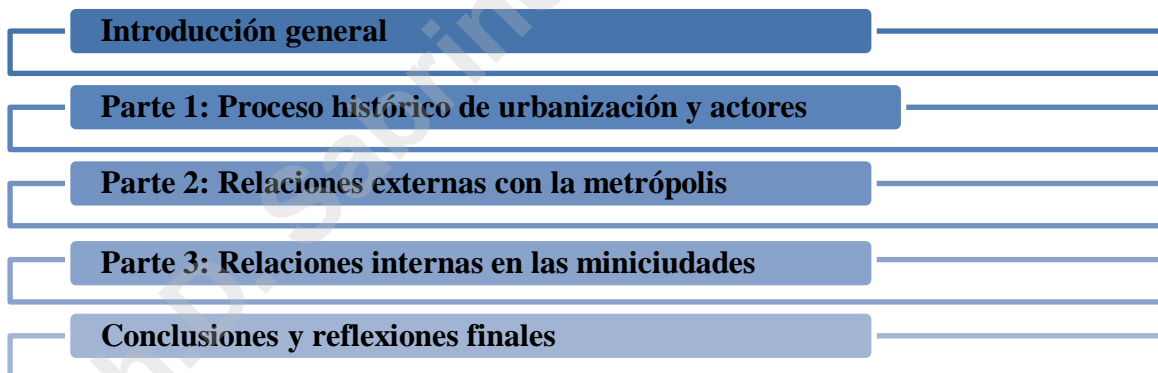 Introducción general
Parte 1: Proceso histórico de urbanización y actores
Parte 2: Relaciones externas con la metrópolis
Parte 3: Relaciones internas en las miniciudades
Conclusiones y reflexiones finales